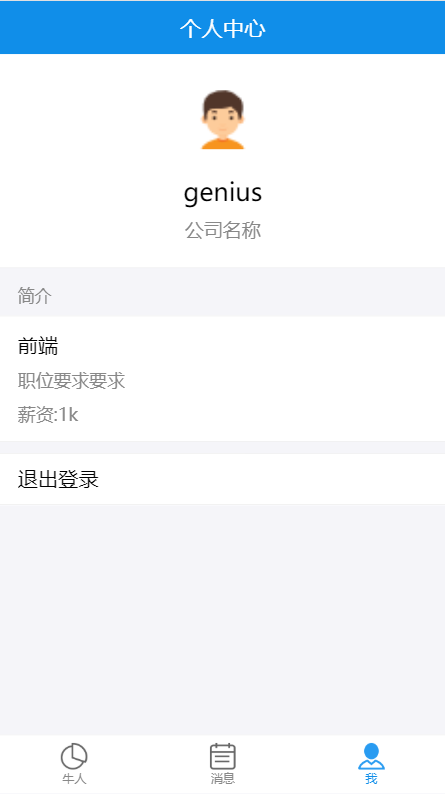 个人中心
genius
公司名称
简介
前端
职位要求要求
薪资:1k
退出登录
牛人
消息
我